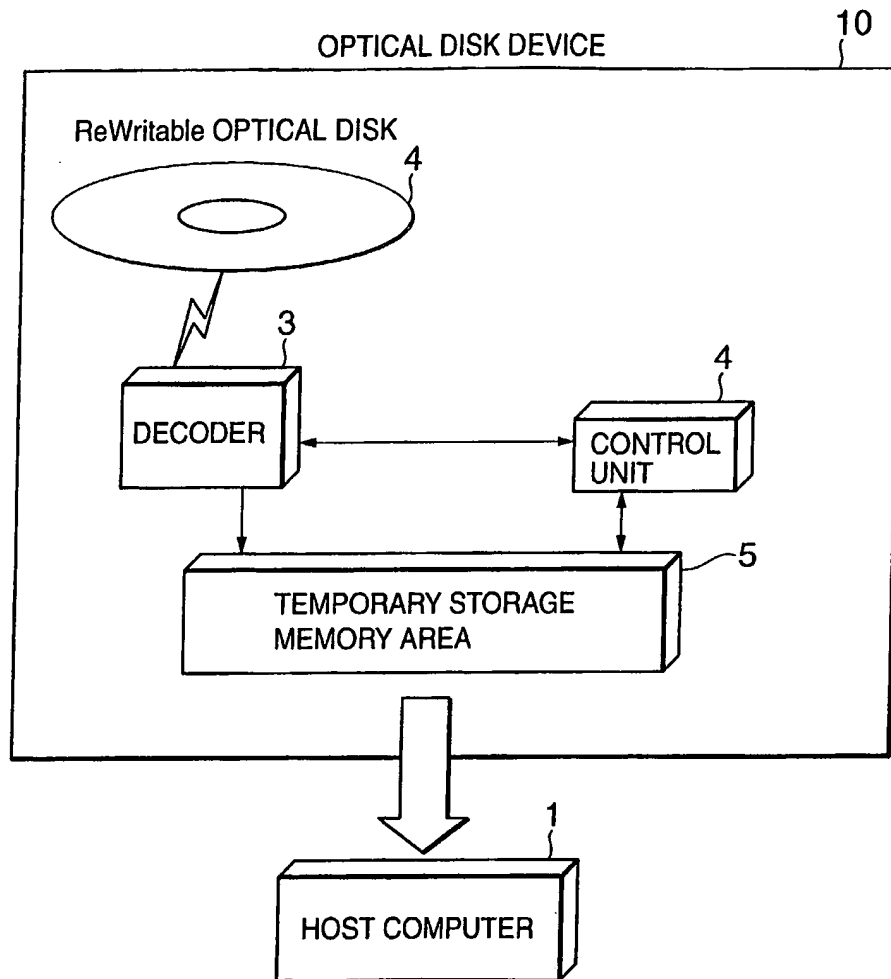 10
OPTICAL DISK DEVICE
ReWritable OPTICAL DISK
4
3
DECODER
4
CONTROL
UNIT
5
TEMPORARY STORAGE
MEMORY AREA
1
HOST COMPUTER